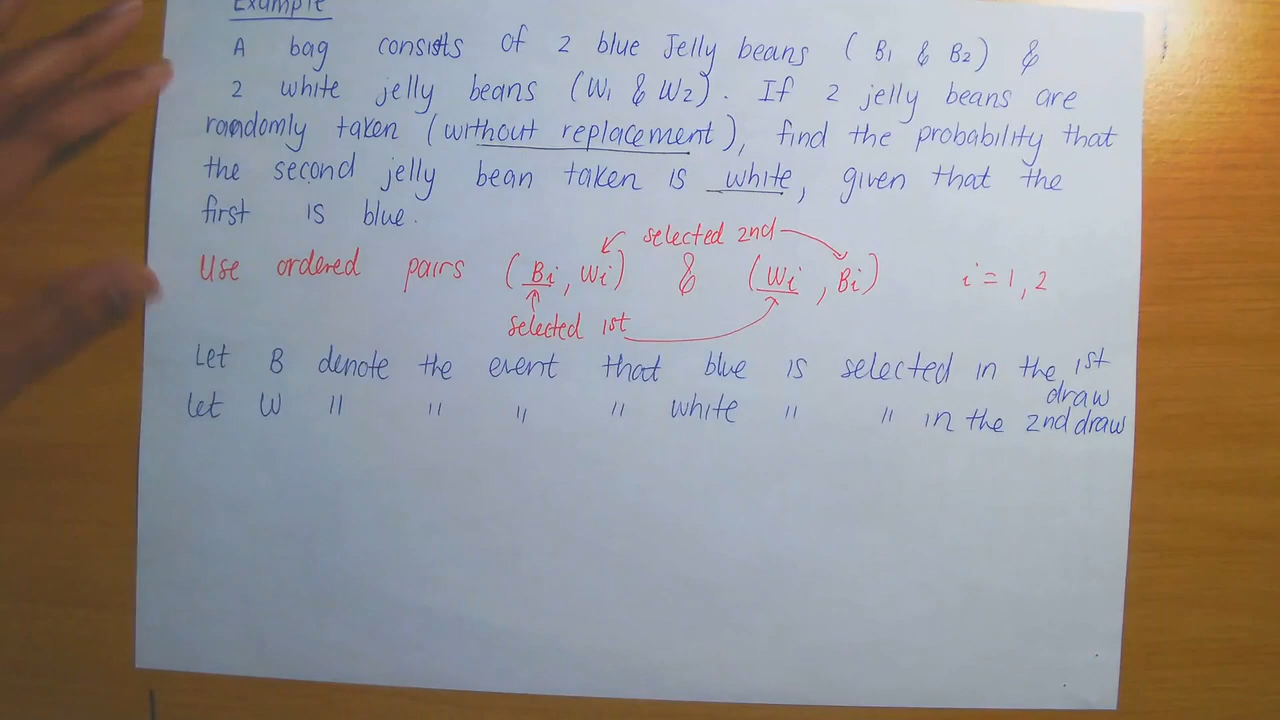 Example
A bag consists of 2 blue Jelly beans ( B1 & B2) &
2 white jelly beans (W1 & W2). If 2 jelly beans are
randomly taken (without replacement), find the probability that
the second jelly bean taken is white, given that the
first is blue.
selected 2nd
Use ordered pairs (Bi, Wi) & (Wi, Bi) i = 1, 2
selected 1st
Let B denote the event that blue is selected in the 1st
draw
Let W " " " " white " " in the 2nd draw